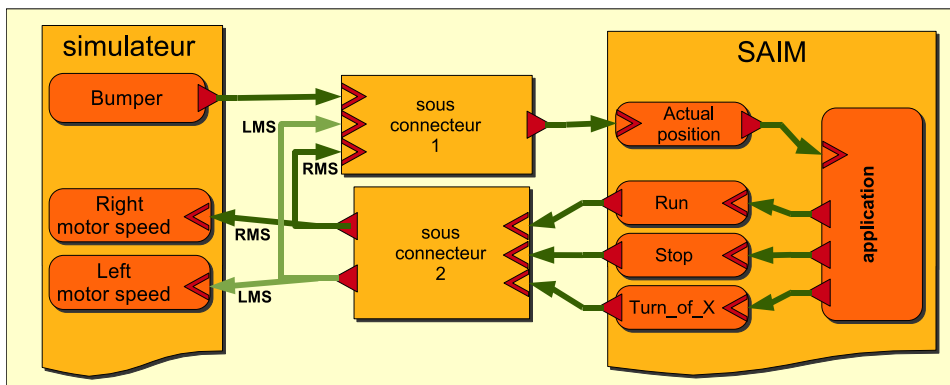 simulateur
Bumper
Right
motor speed
Left
motor speed
LMS
RMS
RMS
LMS
sous
connecteur
1
sous
connecteur
2
SAIM
Actual
position
Run
Stop
Turn_of_X
application